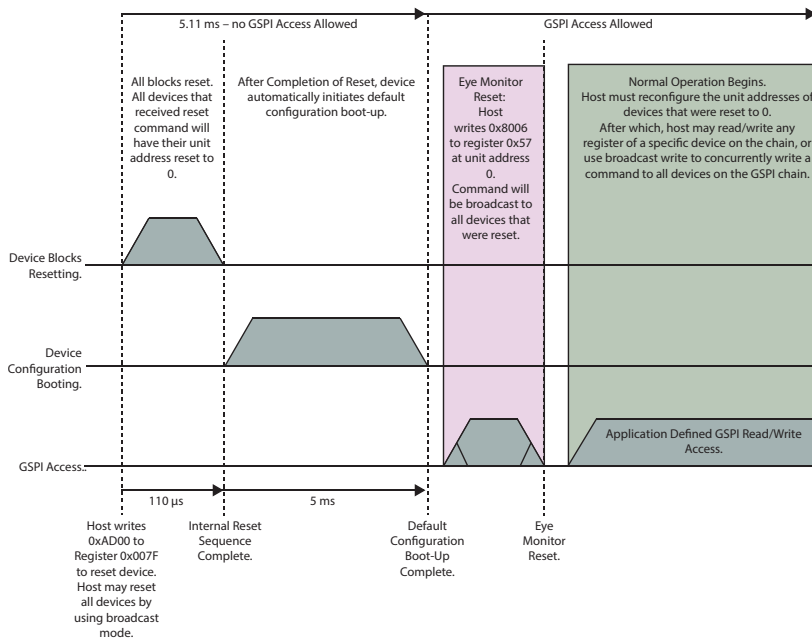 5.11 ms – no GSPI Access Allowed
GSPI Access Allowed
All blocks reset.
All devices that
received reset
command will
have their unit
address reset to
0.
After Completion of Reset, device
automatically initiates default
configuration boot-up.
Eye Monitor
Reset:
Host
writes 0x8006
to register 0x57
at unit address
0.
Command will
be broadcast to
all devices that
were reset.
Normal Operation Begins.
Host must reconfigure the unit addresses of
devices that were reset to 0.
After which, host may read/write any
register of a specific device on the chain, or
use broadcast write to concurrently write a
command to all devices on the GSPI chain.
Device Blocks
Resetting.
Device
Configuration
Booting.
Application Defined GSPI Read/Write
Access.
GSPI Access.
110 µs
5 ms
Host writes
0xAD00 to
Register 0x007F
to reset device.
Host may reset
all devices by
using broadcast
mode.
Internal Reset
Sequence
Complete.
Default
Configuration
Boot-Up
Complete.
Eye
Monitor
Reset.